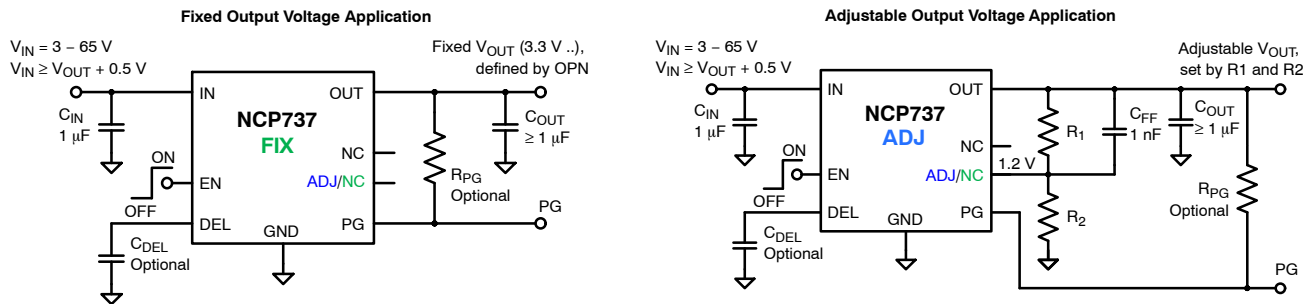 Fixed Output Voltage Application
V_IN = 3 – 65 V
V_IN ≥ V_OUT + 0.5 V
Fixed V_OUT (3.3 V ..),
defined by OPN
IN
OUT
NCP737
FIX
C_IN
1 μF
C_OUT
≥ 1 μF
NC
ON
EN
ADJ/NC
R_PG
Optional
OFF
DEL
PG
PG
GND
C_DEL
Optional
Adjustable Output Voltage Application
V_IN = 3 – 65 V
V_IN ≥ V_OUT + 0.5 V
Adjustable V_OUT,
set by R1 and R2
IN
OUT
NCP737
ADJ
C_IN
1 μF
R_1
C_FF
1 nF
C_OUT
≥ 1 μF
NC
1.2 V
ON
EN
ADJ/NC
R_PG
Optional
OFF
DEL
PG
R_2
GND
C_DEL
Optional
PG